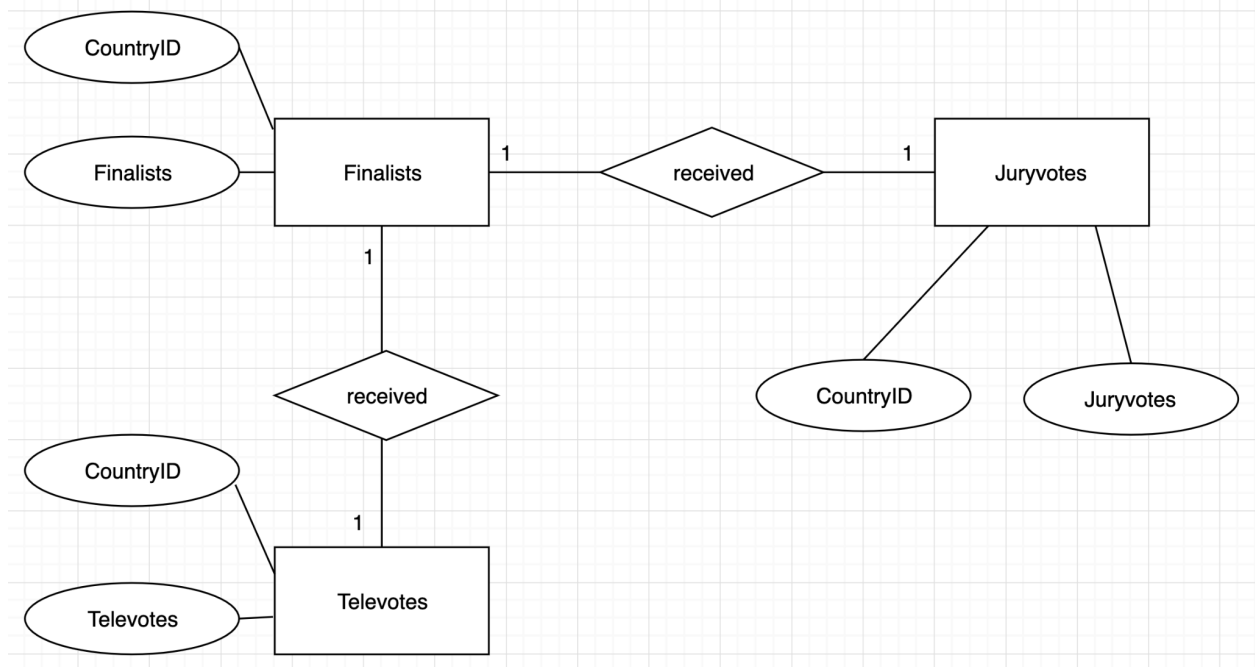 CountryID
Finalists
Finalists
1
received
1
Juryvotes
1
received
CountryID
Juryvotes
CountryID
1
Televotes
Televotes